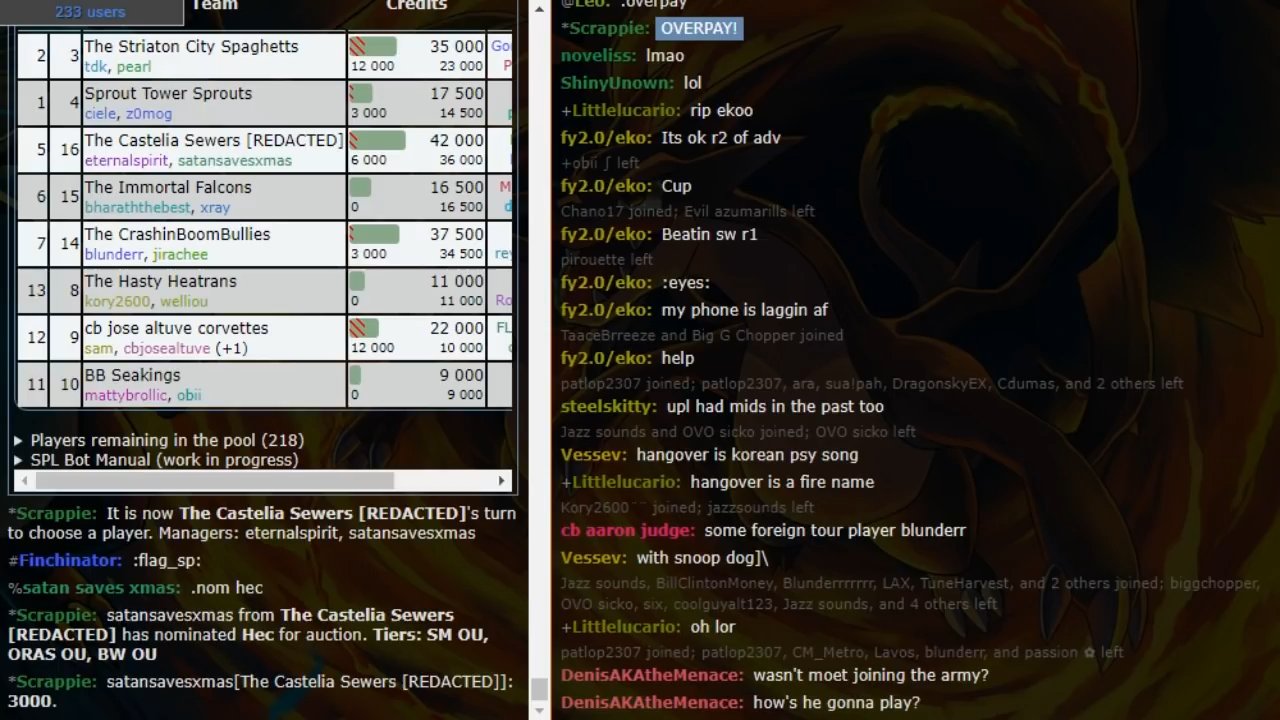 233 users
Team Credits
2 3 The Striaton City Spaghetts 35 000
tdk, pearl 12 000 23 000
1 4 Sprout Tower Sprouts 17 500
ciele, z0mog 3 000 14 500
5 16 The Castelia Sewers [REDACTED] 42 000
eternalspirit, satansavesxmas 6 000 36 000
6 15 The Immortal Falcons 16 500
bharaththebest, xray 0 16 500
7 14 The CrashinBoomBullies 37 500
blunderr, jirachee 3 000 34 500
13 8 The Hasty Heatrans 11 000
kory2600, welliou 0 11 000
12 9 cb jose altuve corvettes 22 000
sam, cbjosealtuve (+1) 12 000 10 000
11 10 BB Seakings 9 000
mattybrollic, obii 0 9 000
▸ Players remaining in the pool (218)
▸ SPL Bot Manual (work in progress)
*Scrappie: It is now The Castelia Sewers [REDACTED]'s turn
to choose a player. Managers: eternalspirit, satansavesxmas
#Finchinator: :flag_sp:
%satan saves xmas: .nom hec
*Scrappie: satansavesxmas from The Castelia Sewers
[REDACTED] has nominated Hec for auction. Tiers: SM OU,
ORAS OU, BW OU
*Scrappie: satansavesxmas[The Castelia Sewers [REDACTED]]:
3000.
@Leo: .overpay
*Scrappie: OVERPAY!
noveliss: lmao
ShinyUnown: lol
+Littlelucario: rip ekoo
fy2.0/eko: Its ok r2 of adv
+obii ∫ left
fy2.0/eko: Cup
Chano17 joined; Evil azumarills left
fy2.0/eko: Beatin sw r1
pirouette left
fy2.0/eko: :eyes:
fy2.0/eko: my phone is laggin af
TaaceBrreeze and Big G Chopper joined
fy2.0/eko: help
patlop2307 joined; patlop2307, ara, sualpah, DragonskyEX, Cdumas, and 2 others left
steelskitty: upl had mids in the past too
Jazz sounds and OVO sicko joined; OVO sicko left
Vessev: hangover is korean psy song
+Littlelucario: hangover is a fire name
Kory2600¨¨ joined; jazzsounds left
cb aaron judge: some foreign tour player blunderr
Vessev: with snoop dog]\
Jazz sounds, BillClintonMoney, Blunderrrrrrr, LAX, TuneHarvest, and 2 others joined; biggchopper,
OVO sicko, six, coolguyalt123, Jazz sounds, and 4 others left
+Littlelucario: oh lor
patlop2307 joined; patlop2307, CM_Metro, Lavos, blunderr, and passion ✿ left
DenisAKAtheMenace: wasn't moet joining the army?
DenisAKAtheMenace: how's he gonna play?